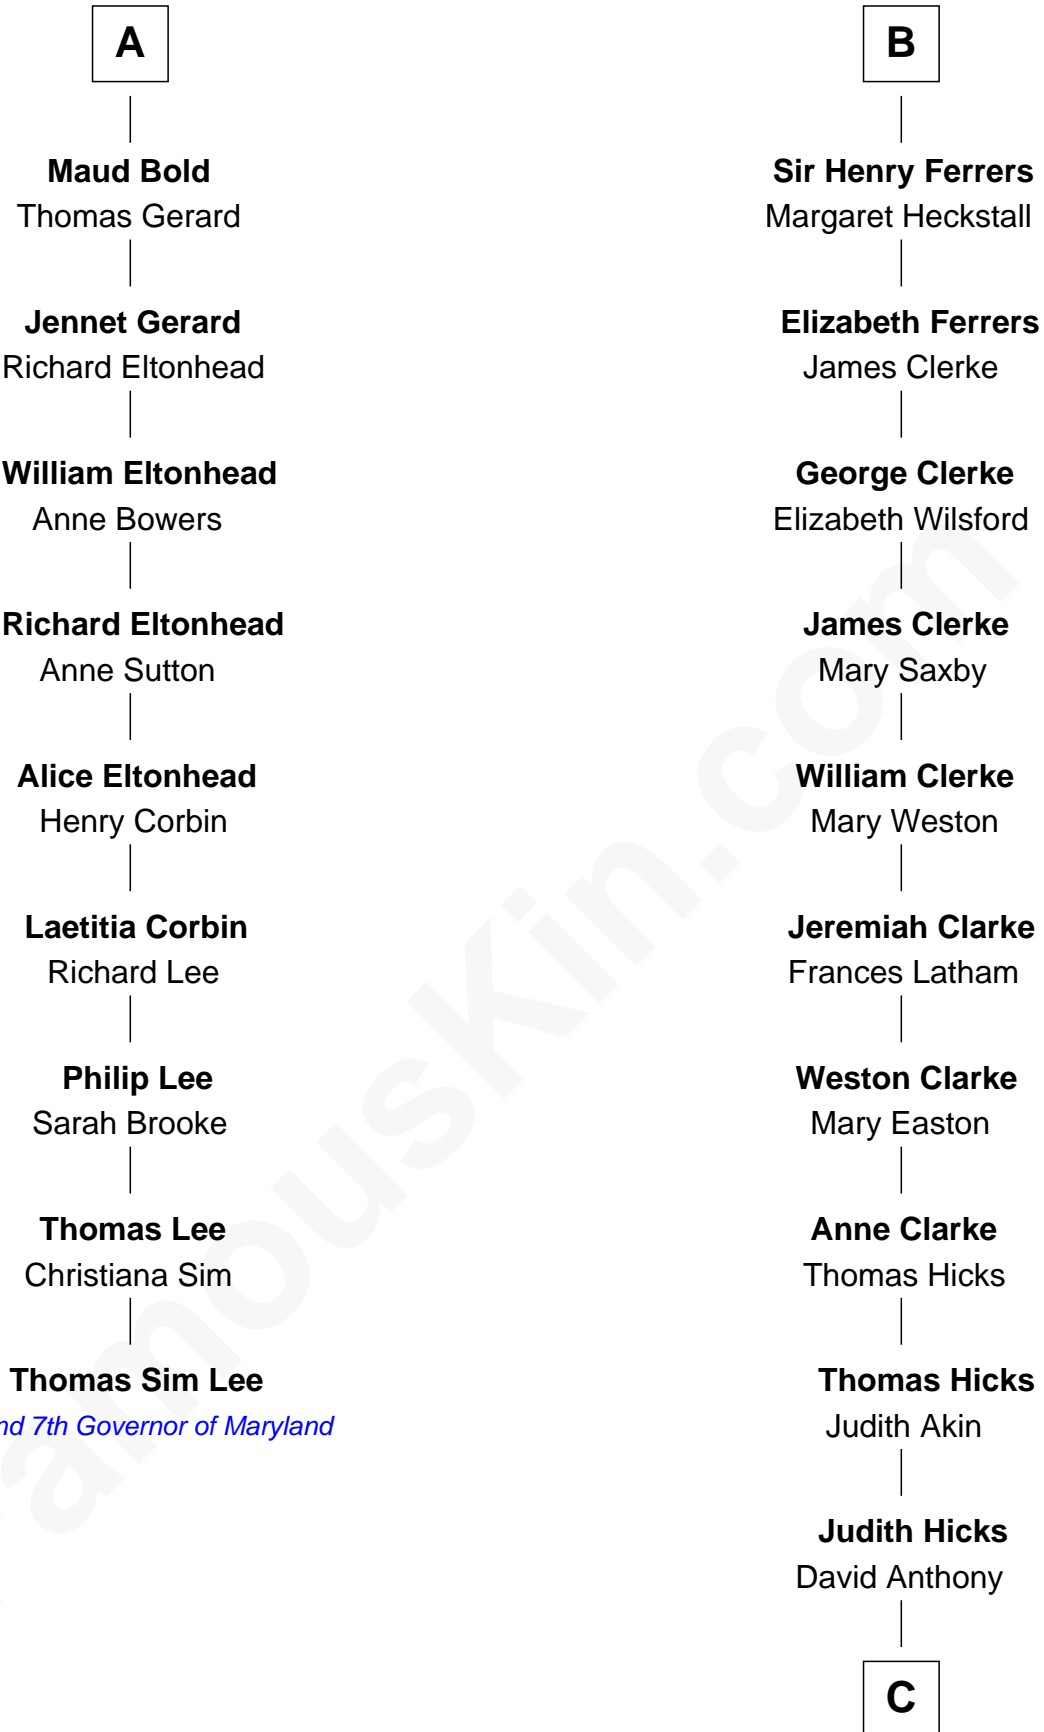 A
Maud Bold
Thomas Gerard
Jennet Gerard
Richard Eltonhead
William Eltonhead
Anne Bowers
Richard Eltonhead
Anne Sutton
Alice Eltonhead
Henry Corbin
Laetitia Corbin
Richard Lee
Philip Lee
Sarah Brooke
Thomas Lee
Christiana Sim
Thomas Sim Lee
7th Governor of Maryland
B
Sir Henry Ferrers
Margaret Heckstall
Elizabeth Ferrers
James Clerke
George Clerke
Elizabeth Wilsford
James Clerke
Mary Saxby
William Clerke
Mary Weston
Jeremiah Clarke
Frances Latham
Weston Clarke
Mary Easton
Anne Clarke
Thomas Hicks
Thomas Hicks
Judith Akin
Judith Hicks
David Anthony
C
amouskin.com